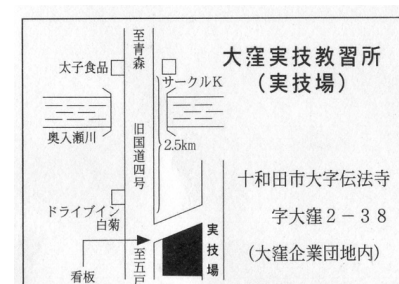 大窪実技教習所
（実技場）
至青森
太子食品
サークルK
奥入瀬川
旧国道四号
2.5km
ドライブイン
白菊
看板
至五戸
実技場
十和田市大字伝法寺
字大窪2－38
（大窪企業団地内）